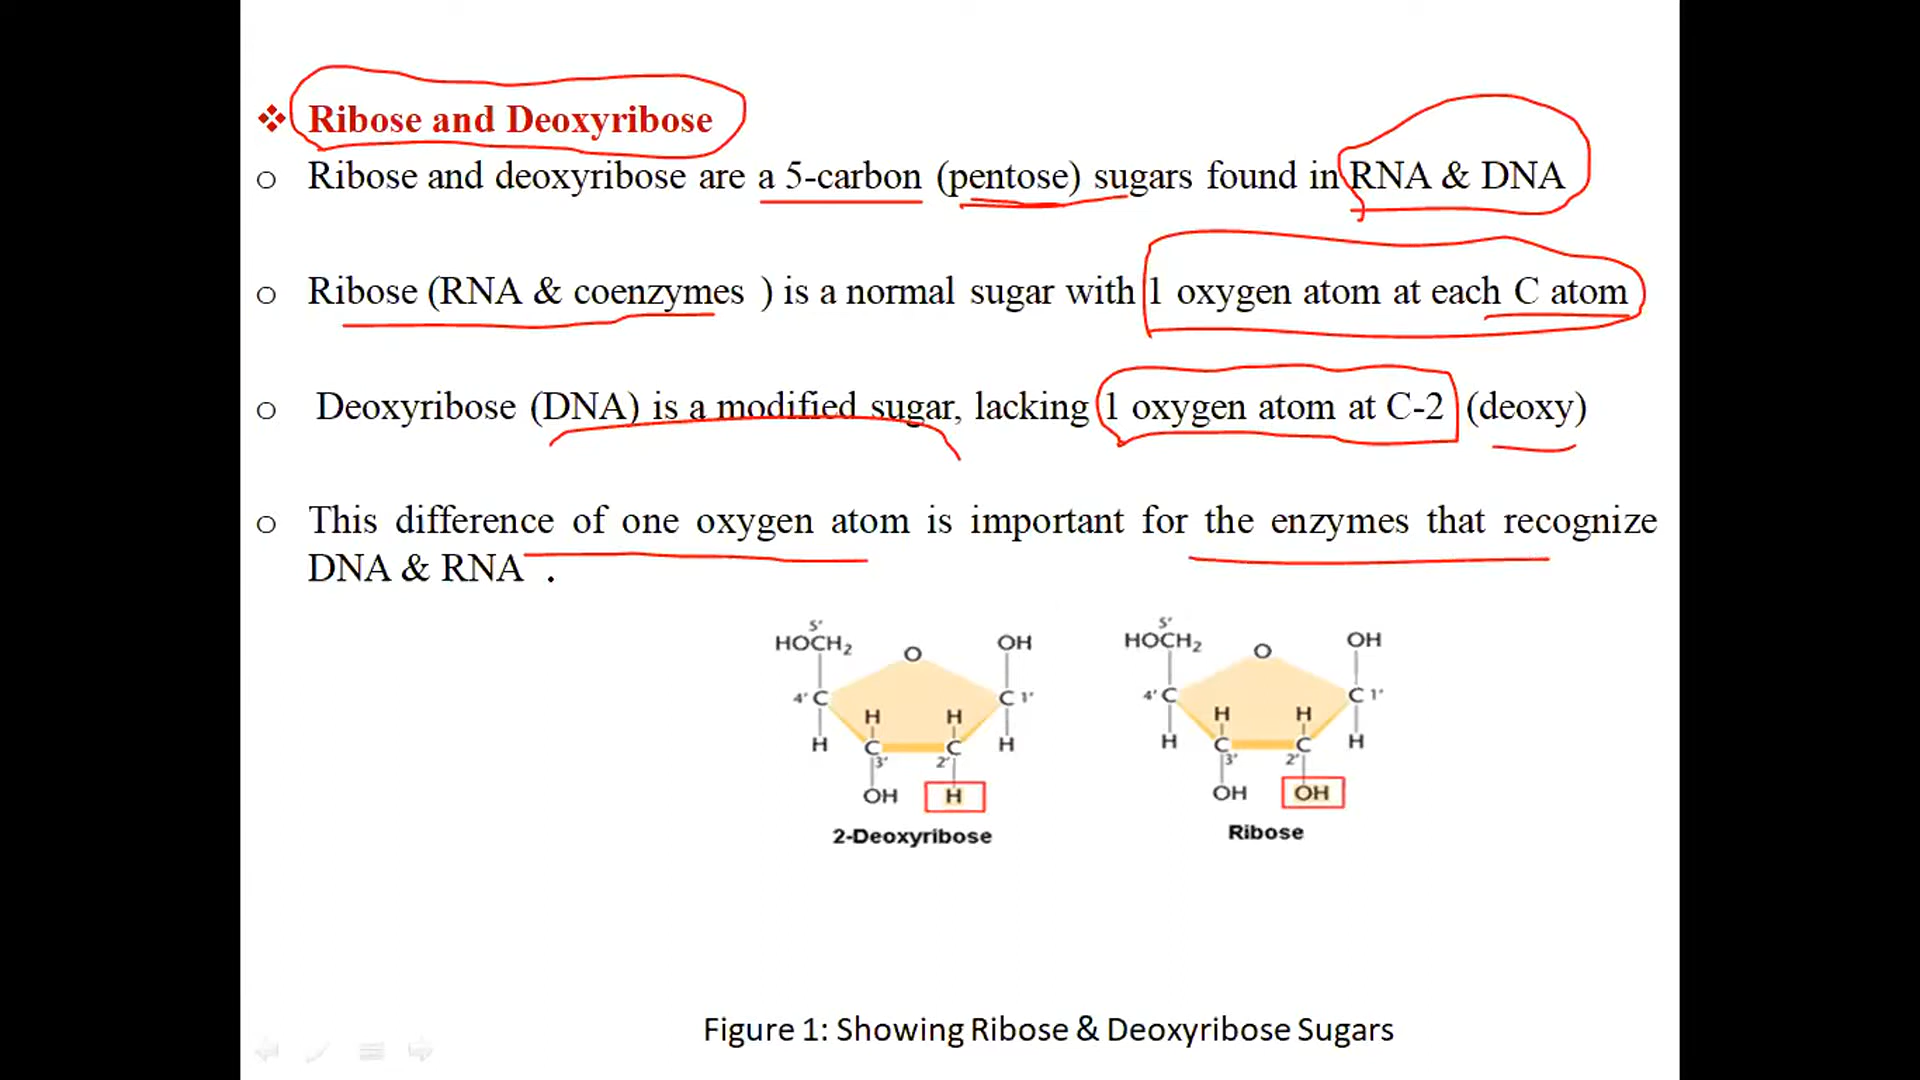 Ribose and Deoxyribose
Ribose and deoxyribose are a 5-carbon (pentose) sugars found in RNA & DNA
Ribose (RNA & coenzymes ) is a normal sugar with 1 oxygen atom at each C atom
Deoxyribose (DNA) is a modified sugar, lacking 1 oxygen atom at C-2 (deoxy)
This difference of one oxygen atom is important for the enzymes that recognize
DNA & RNA .
5'
HOCH₂ O OH
4' C C 1'
H H
H C C H
3' 2'
OH H
2-Deoxyribose
5'
HOCH₂ O OH
4' C C 1'
H H
H C C H
3' 2'
OH OH
Ribose
Figure 1: Showing Ribose & Deoxyribose Sugars